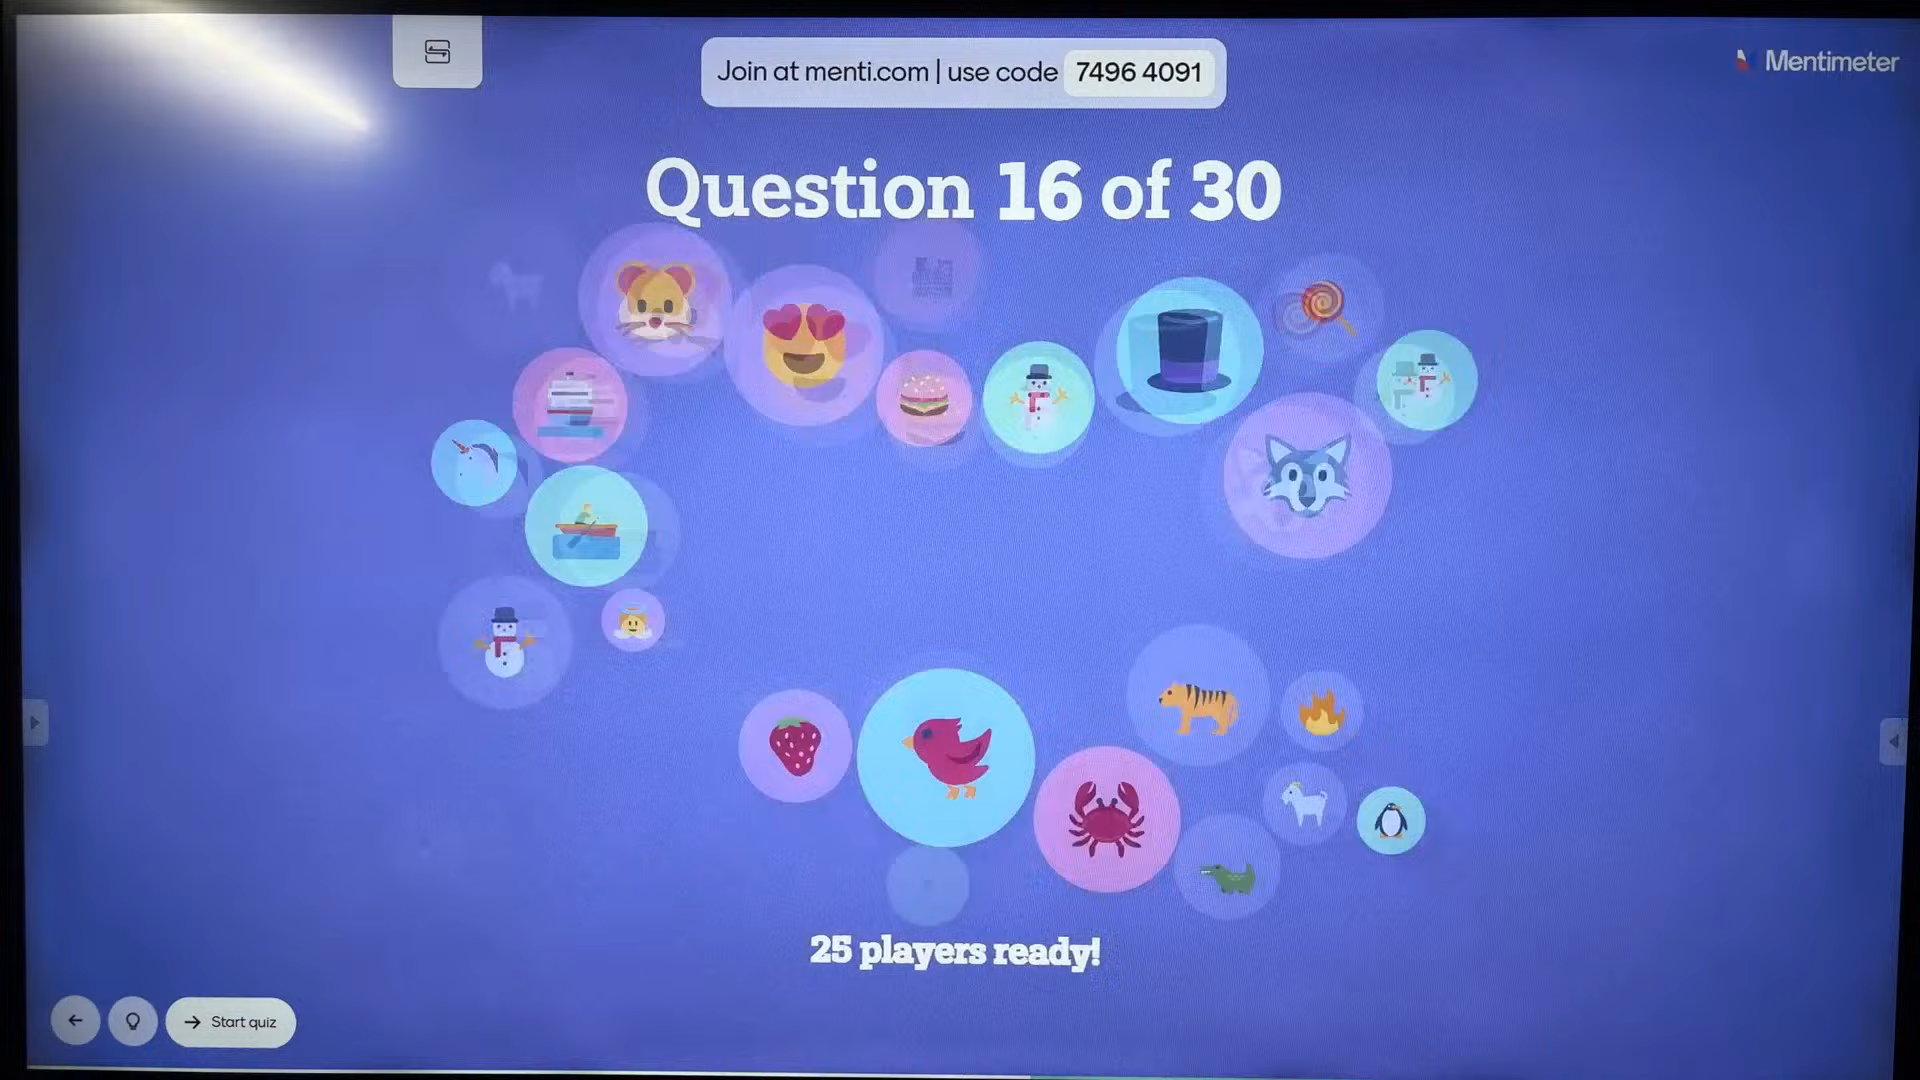 Join at menti.com | use code 7496 4091
Mentimeter
Question 16 of 30
25 players ready!
Start quiz